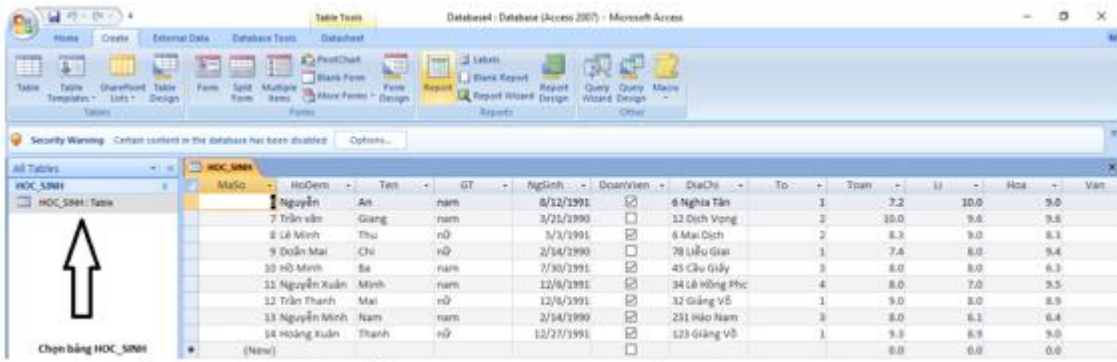 Table Tools Database4 : Database (Access 2007) - Microsoft Access
Home Create External Data Database Tools Datasheet
Table Table Templates SharePoint Lists Table Design Form Split Form Multiple Items PivotChart Blank Form More Forms Form Design Report Labels Blank Report Report Wizard Report Design Query Wizard Query Design Macro
Tables Forms Reports Other
Security Warning Certain content in the database has been disabled Options...
All Tables HOC_SINH
HOC_SINH MaSo HoDem Ten GT NgSinh DoanVien DiaChi To Toan Li Hoa Van
HOC_SINH : Table Nguyễn An nam 8/12/1991 6 Nghĩa Tân 1 7.2 10.0 9.0
7 Trần văn Giang nam 3/21/1990 12 Dịch Vọng 2 10.0 9.6 9.6
8 Lê Minh Thu nữ 5/3/1991 6 Mai Dịch 2 8.3 9.0 8.3
9 Doãn Mai Chi nữ 2/14/1990 78 Liễu Giai 1 7.4 8.0 9.4
10 Hồ Minh Ba nam 7/30/1991 45 Cầu Giấy 3 8.0 8.0 6.3
11 Nguyễn Xuân Minh nam 12/6/1991 34 Lê Hồng Phc 4 8.0 7.0 9.5
12 Trần Thanh Mai nữ 12/6/1991 32 Giảng Võ 1 9.0 8.0 8.9
13 Nguyễn Minh Nam nam 2/14/1990 231 Hào Nam 3 8.0 6.1 6.4
14 Hoàng Xuân Thanh nữ 12/27/1991 123 Giảng Võ 1 9.3 8.9 9.0
(New) 0.0 0.0 0.0
Chọn bảng HOC_SINH